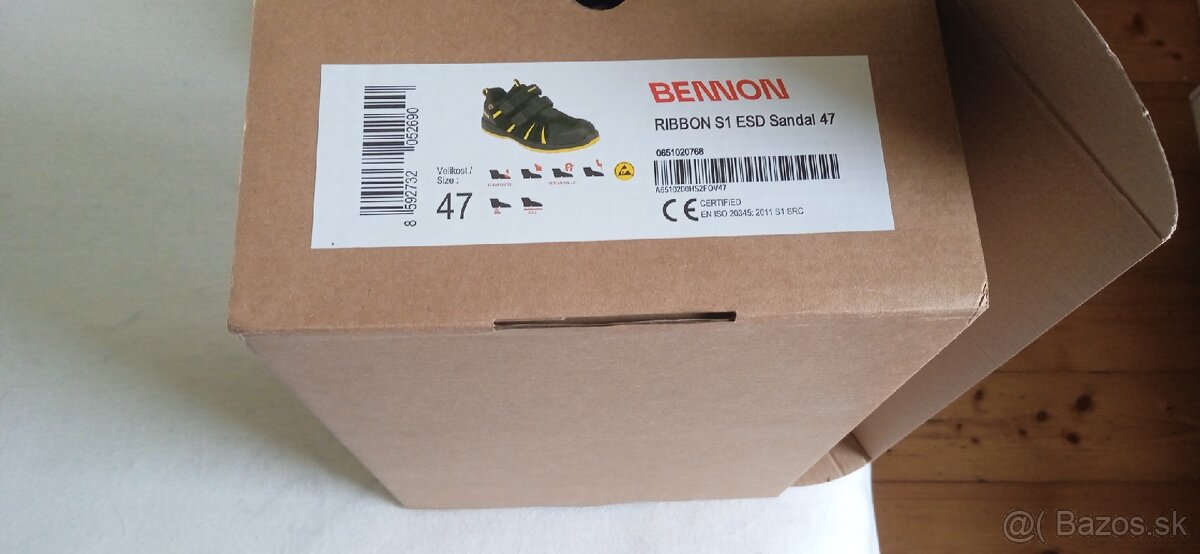 8 592732 052690
Velikost /
Size :
47
BENNON
RIBBON S1 ESD Sandal 47
0651020768
CE CERTIFIED
EN ISO 20345: 2011 S1 SRC
@( Bazos.sk